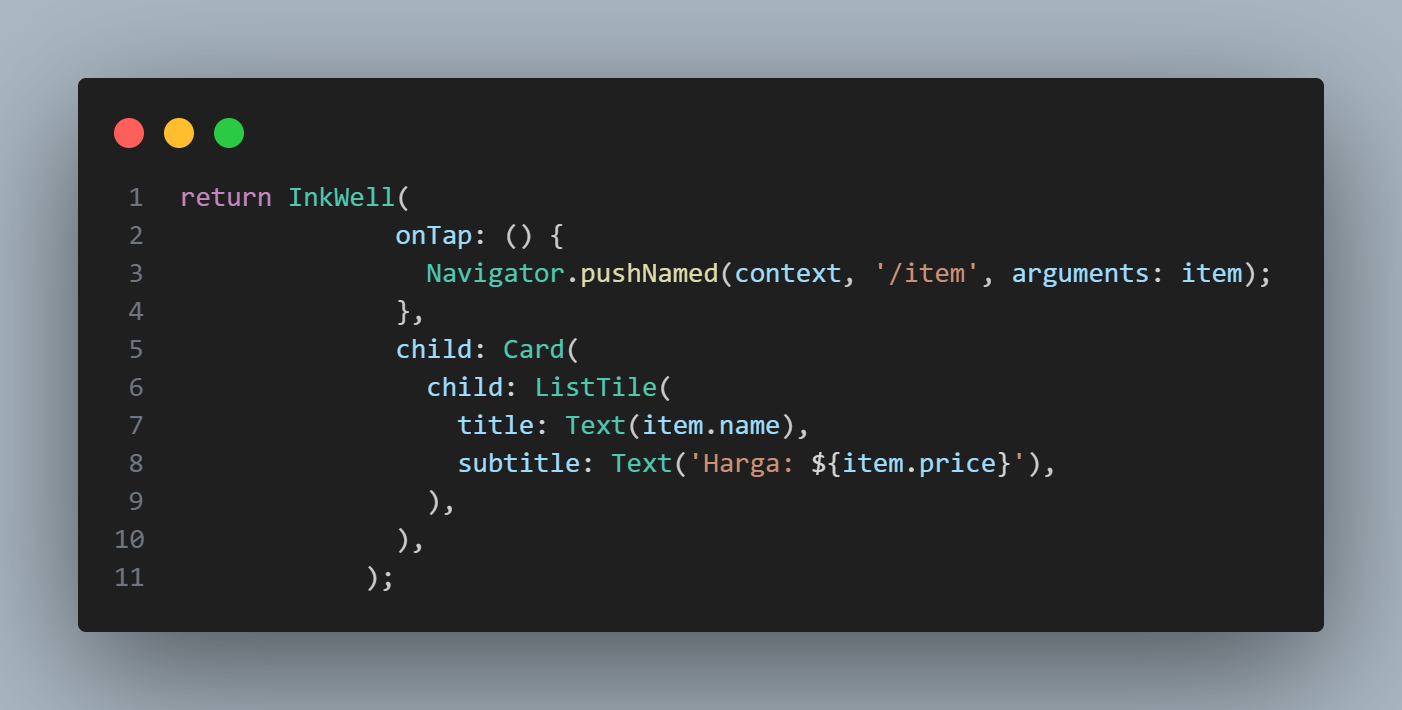 1 return InkWell(
2               onTap: () {
3                 Navigator.pushNamed(context, '/item', arguments: item);
4               },
5               child: Card(
6                 child: ListTile(
7                   title: Text(item.name),
8                   subtitle: Text('Harga: ${item.price}'),
9                 ),
10               ),
11             );